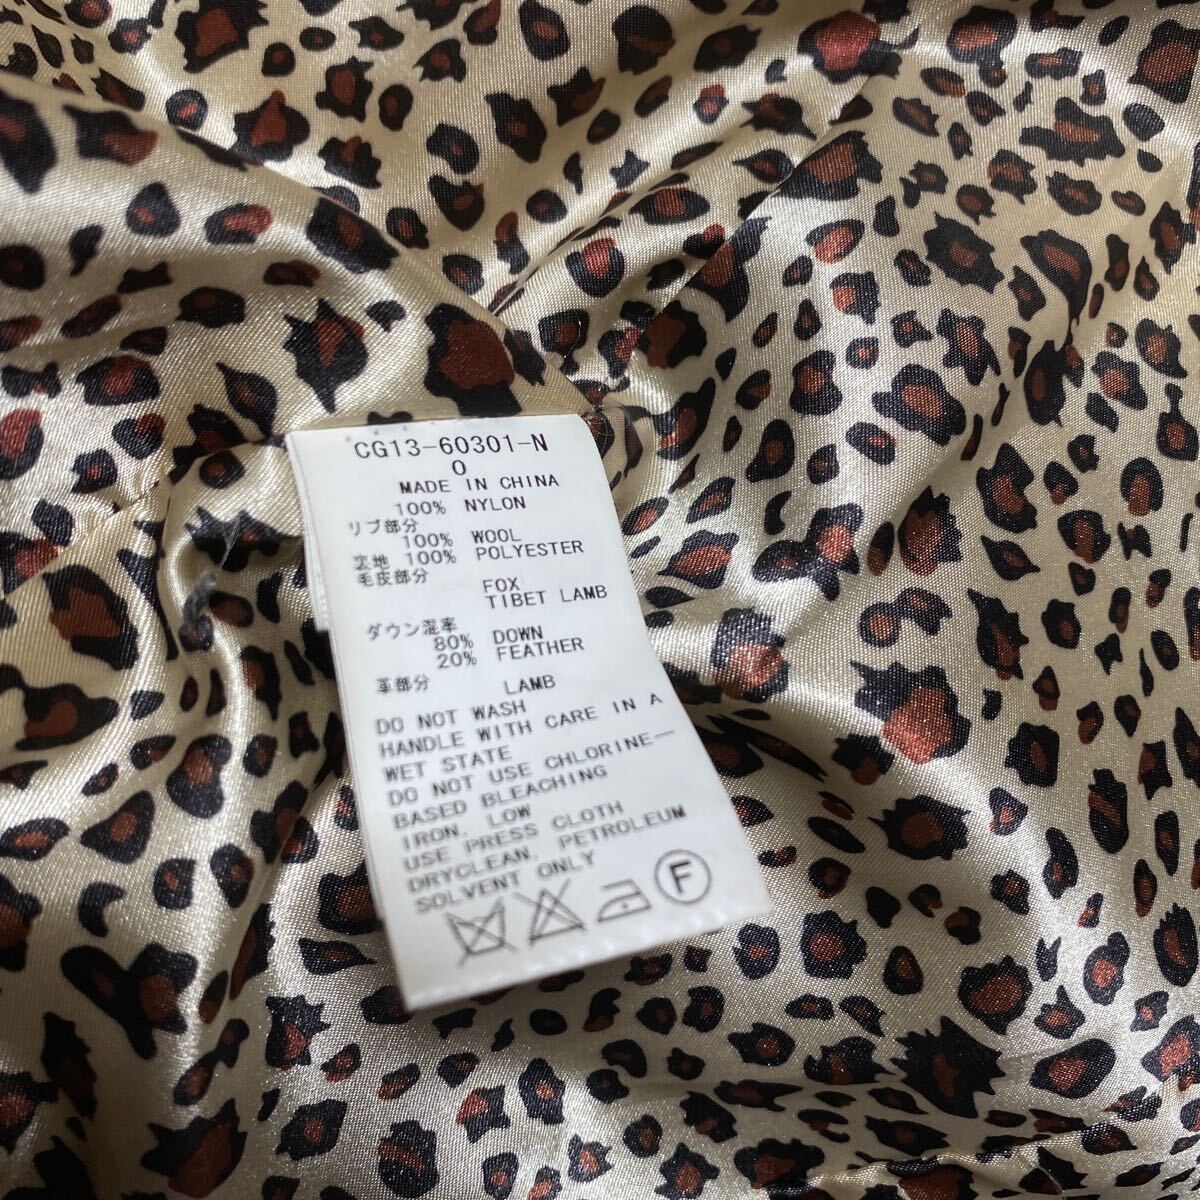 CG13-60301-N
0
MADE IN CHINA
100% NYLON
リブ部分
100% WOOL
裏地 100% POLYESTER
毛皮部分
FOX
TIBET LAMB
ダウン混率
80% DOWN
20% FEATHER
革部分 LAMB
DO NOT WASH
HANDLE WITH CARE IN A
WET STATE
DO NOT USE CHLORINE-
BASED BLEACHING
IRON, LOW
USE PRESS CLOTH
DRYCLEAN, PETROLEUM
SOLVENT ONLY
F